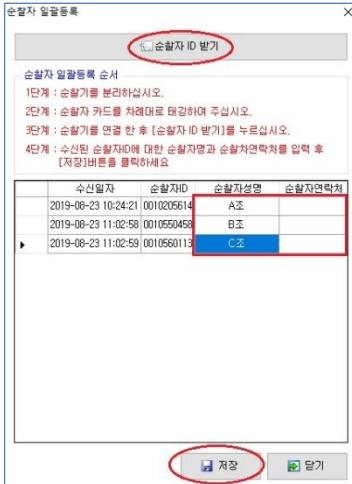 순찰자 일괄등록
순찰자 ID 받기
순찰자 일괄등록 순서
1단계 : 순찰기를 분리하십시오.
2단계 : 순찰자 카드를 차례대로 태깅하여 주십시오.
3단계 : 순찰기를 연결 한 후 [순찰자 ID 받기]를 누르십시오.
4단계 : 수신된 순찰자ID에 대한 순찰자명과 순찰자연락처를 입력 후
[저장]버튼을 클릭하세요
수신일자 순찰자ID 순찰자성명 순찰자연락처
2019-08-23 10:24:21 0010205614 A조
2019-08-23 11:02:58 0010550458 B조
2019-08-23 11:02:59 0010560113 C조
저장 닫기